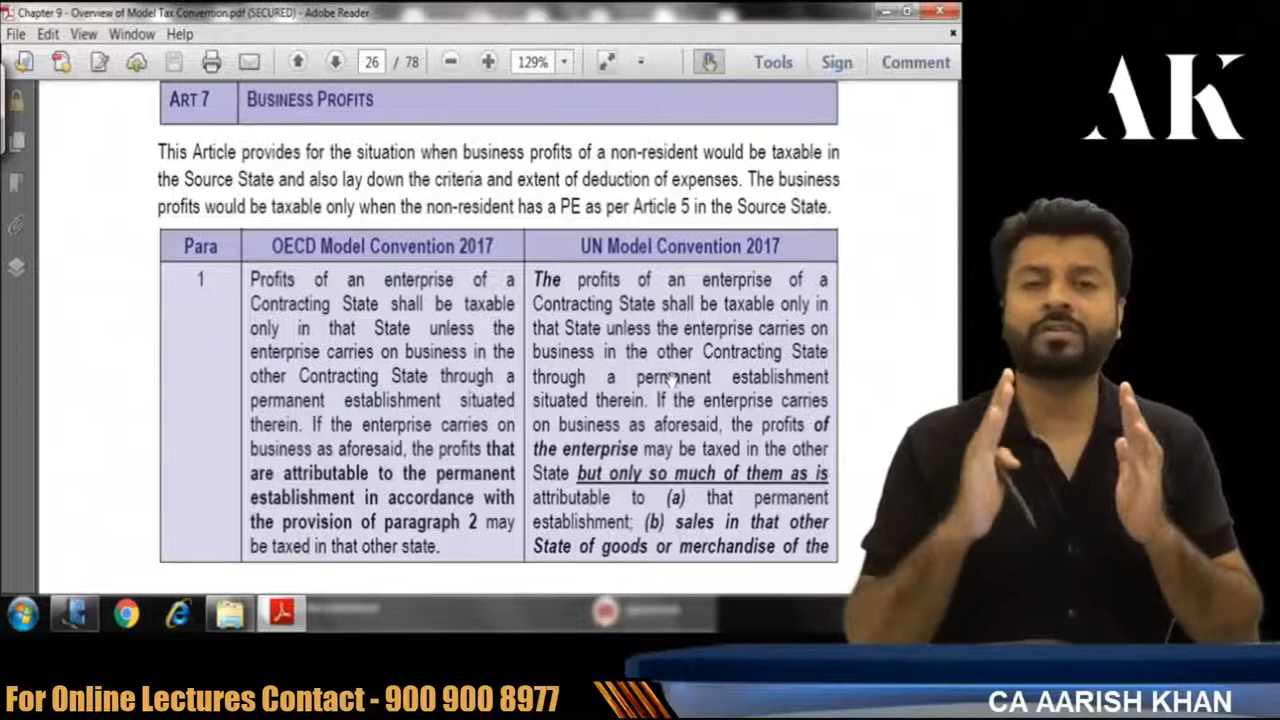 Chapter 9 - Overview of Model Tax Convention.pdf (SECURED) - Adobe Reader
File Edit View Window Help
26 / 78 129% Tools Sign Comment
AK
ART 7 BUSINESS PROFITS
This Article provides for the situation when business profits of a non-resident would be taxable in
the Source State and also lay down the criteria and extent of deduction of expenses. The business
profits would be taxable only when the non-resident has a PE as per Article 5 in the Source State.
Para OECD Model Convention 2017 UN Model Convention 2017
1
Profits of an enterprise of a
Contracting State shall be taxable
only in that State unless the
enterprise carries on business in the
other Contracting State through a
permanent establishment situated
therein. If the enterprise carries on
business as aforesaid, the profits that
are attributable to the permanent
establishment in accordance with
the provision of paragraph 2 may
be taxed in that other state.
The profits of an enterprise of a
Contracting State shall be taxable only in
that State unless the enterprise carries on
business in the other Contracting State
through a permanent establishment
situated therein. If the enterprise carries
on business as aforesaid, the profits of
the enterprise may be taxed in the other
State but only so much of them as is
attributable to (a) that permanent
establishment; (b) sales in that other
State of goods or merchandise of the
For Online Lectures Contact - 900 900 8977
CA AARISH KHAN